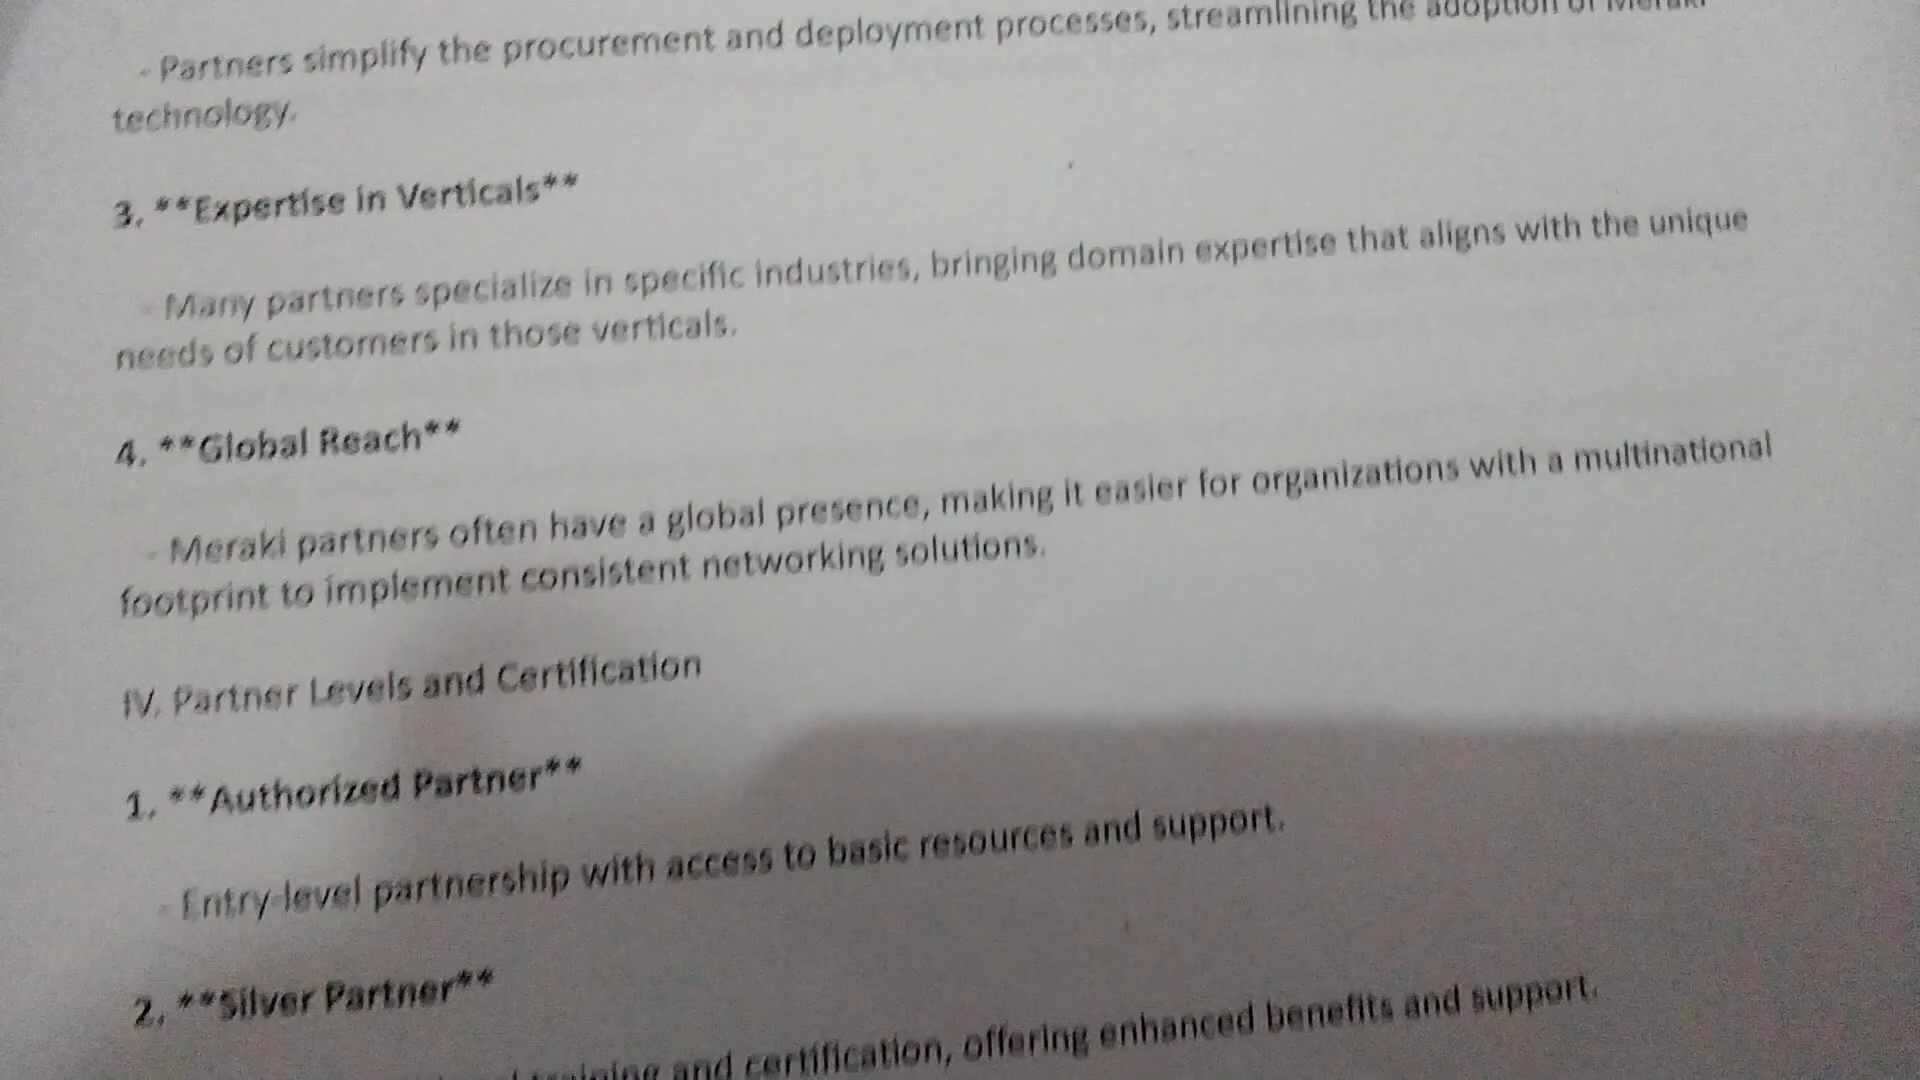 - Partners simplify the procurement and deployment processes, streamlining the adoption of Meraki
technology.
3. **Expertise in Verticals**
- Many partners specialize in specific industries, bringing domain expertise that aligns with the unique
needs of customers in those verticals.
4. **Global Reach**
- Meraki partners often have a global presence, making it easier for organizations with a multinational
footprint to implement consistent networking solutions.
IV. Partner Levels and Certification
1. **Authorized Partner**
- Entry-level partnership with access to basic resources and support.
2. **Silver Partner**
training and certification, offering enhanced benefits and support.